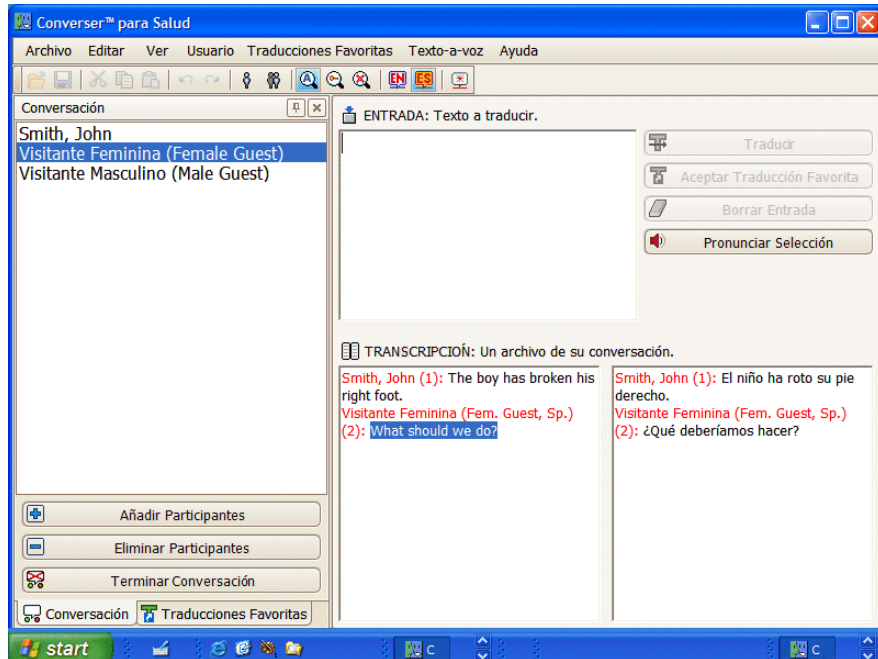 Converser™ para Salud
Archivo Editar Ver Usuario Traducciones Favoritas Texto-a-voz Ayuda
EN ES
Conversación
Smith, John
Visitante Feminina (Female Guest)
Visitante Masculino (Male Guest)
Añadir Participantes
Eliminar Participantes
Terminar Conversación
Conversación Traducciones Favoritas
ENTRADA: Texto a traducir.
Traducir
Aceptar Traducción Favorita
Borrar Entrada
Pronunciar Selección
TRANSCRIPCIOŃ: Un archivo de su conversación.
Smith, John (1): The boy has broken his
right foot.
Visitante Feminina (Fem. Guest, Sp.)
(2): What should we do?
Smith, John (1): El niño ha roto su pie
derecho.
Visitante Feminina (Fem. Guest, Sp.)
(2): ¿Qué deberíamos hacer?
start C C